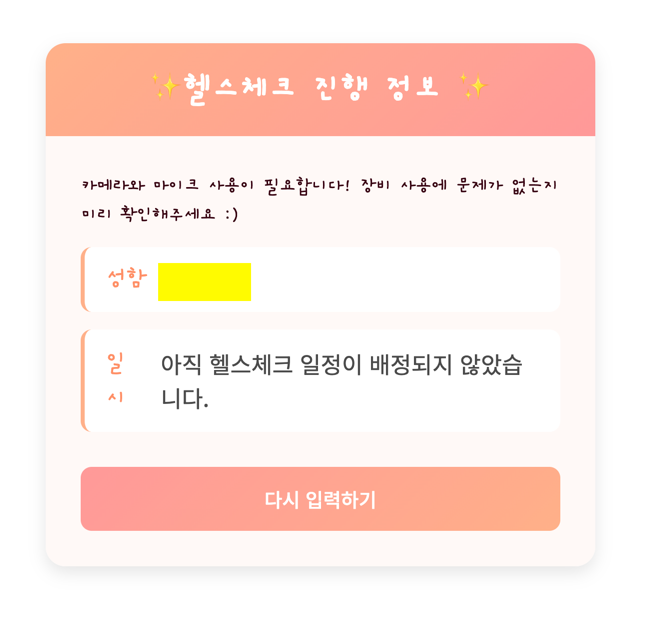 ✨헬스체크 진행 정보 ✨
카메라와 마이크 사용이 필요합니다! 장비 사용에 문제가 없는지
미리 확인해주세요 :)
성함
일
시
아직 헬스체크 일정이 배정되지 않았습
니다.
다시 입력하기